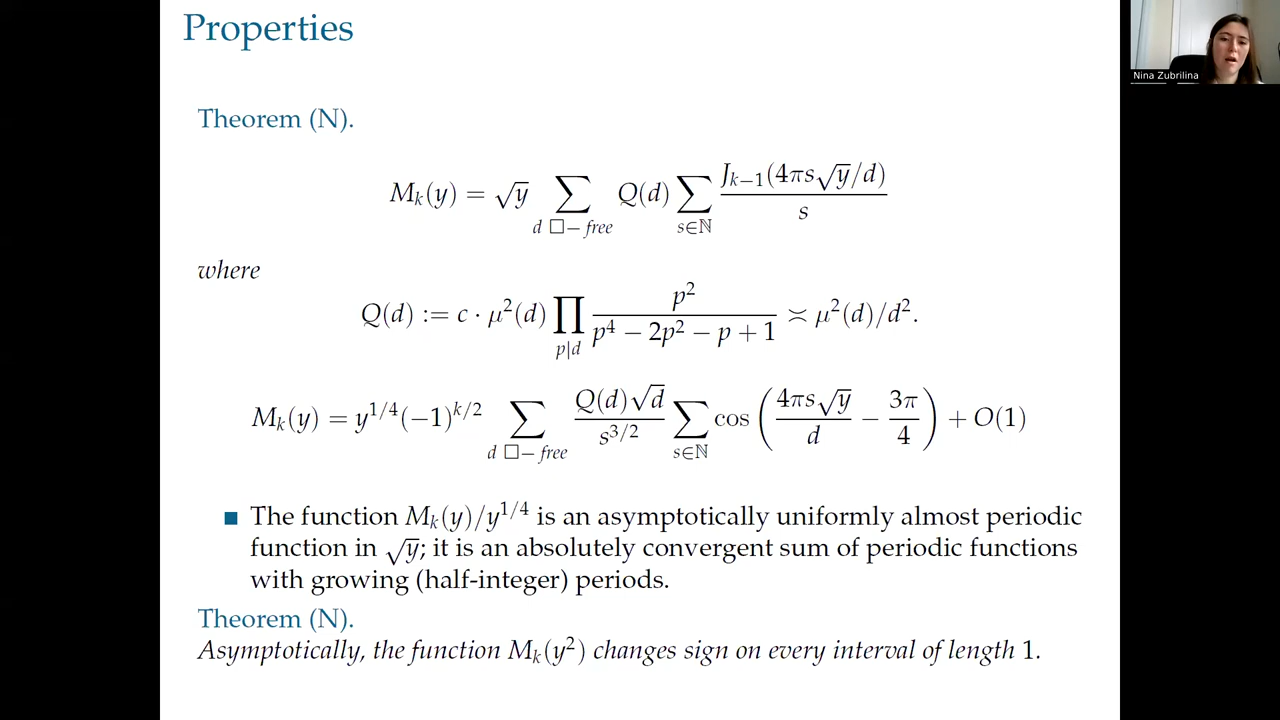 Properties
Nina Zubrilina
Theorem (N).
M_k(y) = √y ∑_{d □−free} Q(d) ∑_{s∈ℕ} J_{k−1}(4πs√y/d) / s
where
Q(d) := c · μ²(d) ∏_{p|d} p² / (p⁴ − 2p² − p + 1) ≍ μ²(d)/d².
M_k(y) = y^{1/4}(−1)^{k/2} ∑_{d □−free} Q(d)√d / s^{3/2} ∑_{s∈ℕ} cos (4πs√y / d − 3π / 4) + O(1)
■ The function M_k(y)/y^{1/4} is an asymptotically uniformly almost periodic
function in √y; it is an absolutely convergent sum of periodic functions
with growing (half-integer) periods.
Theorem (N).
Asymptotically, the function M_k(y²) changes sign on every interval of length 1.